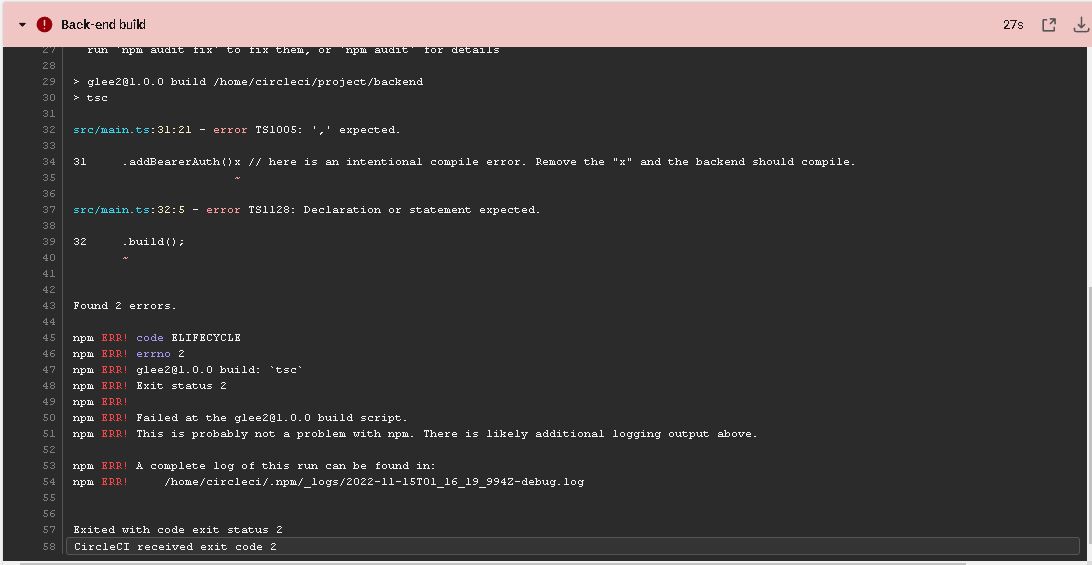 Back-end build 27s
27 run `npm audit fix` to fix them, or `npm audit` for details
28
29 > glee2@1.0.0 build /home/circleci/project/backend
30 > tsc
31
32 src/main.ts:31:21 - error TS1005: ',' expected.
33
34 31 .addBearerAuth()x // here is an intentional compile error. Remove the "x" and the backend should compile.
35 ~
36
37 src/main.ts:32:5 - error TS1128: Declaration or statement expected.
38
39 32 .build();
40 ~
41
42
43 Found 2 errors.
44
45 npm ERR! code ELIFECYCLE
46 npm ERR! errno 2
47 npm ERR! glee2@1.0.0 build: `tsc`
48 npm ERR! Exit status 2
49 npm ERR!
50 npm ERR! Failed at the glee2@1.0.0 build script.
51 npm ERR! This is probably not a problem with npm. There is likely additional logging output above.
52
53 npm ERR! A complete log of this run can be found in:
54 npm ERR! /home/circleci/.npm/_logs/2022-11-15T01_16_19_994Z-debug.log
55
56
57 Exited with code exit status 2
58 CircleCI received exit code 2